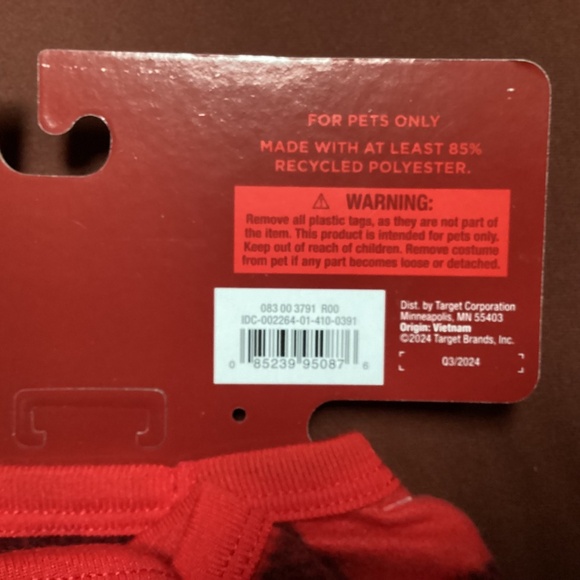 FOR PETS ONLY
MADE WITH AT LEAST 85%
RECYCLED POLYESTER.
⚠ WARNING:
Remove all plastic tags, as they are not part of
the item. This product is intended for pets only.
Keep out of reach of children. Remove costume
from pet if any part becomes loose or detached.
083 00 3791 R00
IDC-002264-01-410-0391
0 85239 95087 6
Dist. by Target Corporation
Minneapolis, MN 55403
Origin: Vietnam
©2024 Target Brands, Inc.
Q3/2024